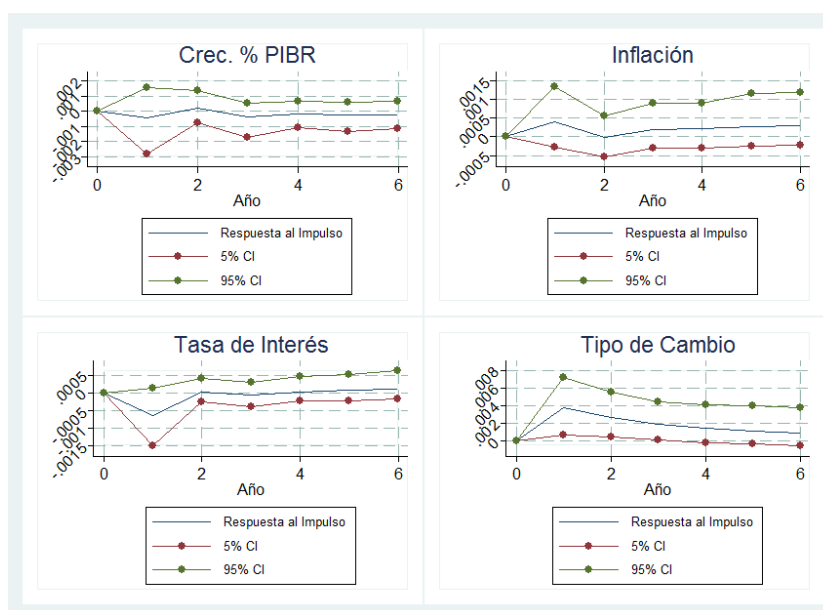 Crec. % PIBR
.002
.001
0
-.001
-.002
-.003
0
2
4
6
Año
Respuesta al Impulso
5% CI
95% CI
Inflación
.0015
.001
.0005
0
-.0005
0
2
4
6
Año
Respuesta al Impulso
5% CI
95% CI
Tasa de Interés
.0005
0
-.0005
-.001
-.0015
0
2
4
6
Año
Respuesta al Impulso
5% CI
95% CI
Tipo de Cambio
.008
.006
.004
.002
0
0
2
4
6
Año
Respuesta al Impulso
5% CI
95% CI